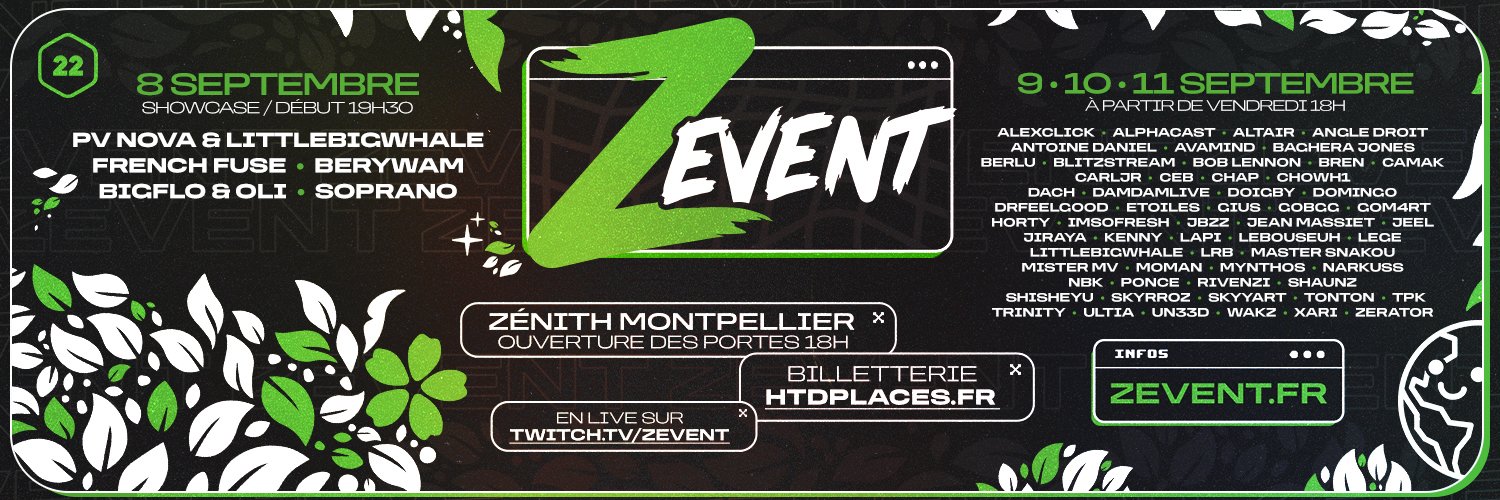 22
8 SEPTEMBRE
SHOWCASE / DÉBUT 19H30
PV NOVA & LITTLEBIGWHALE
FRENCH FUSE • BERYWAM
BIGFLO & OLI • SOPRANO
ZEVENT
ZÉNITH MONTPELLIER
OUVERTURE DES PORTES 18H
BILLETTERIE
HTDPLACES.FR
EN LIVE SUR
TWITCH.TV/ZEVENT
9 • 10 • 11 SEPTEMBRE
À PARTIR DE VENDREDI 18H
ALEXCLICK • ALPHACAST • ALTAIR • ANGLE DROIT
ANTOINE DANIEL • AVAMIND • BACHERA JONES
BERLU • BLITZSTREAM • BOB LENNON • BREN • CAMAK
CARLJR • CEB • CHAP • CHOWH1
DACH • DAMDAMLIVE • DOIGBY • DOMINGO
DRFEELGOOD • ETOILES • GIUS • GOBGG • GOM4RT
HORTY • IMSOFRESH • JBZZ • JEAN MASSIET • JEEL
JIRAYA • KENNY • LAPI • LEBOUSEUH • LEGE
LITTLEBIGWHALE • LRB • MASTER SNAKOU
MISTER MV • MOMAN • MYNTHOS • NARKUSS
NBK • PONCE • RIVENZI • SHAUNZ
SHISHEYU • SKYRROZ • SKYYART • TONTON • TPK
TRINITY • ULTIA • UN33D • WAKZ • XARI • ZERATOR
INFOS
ZEVENT.FR